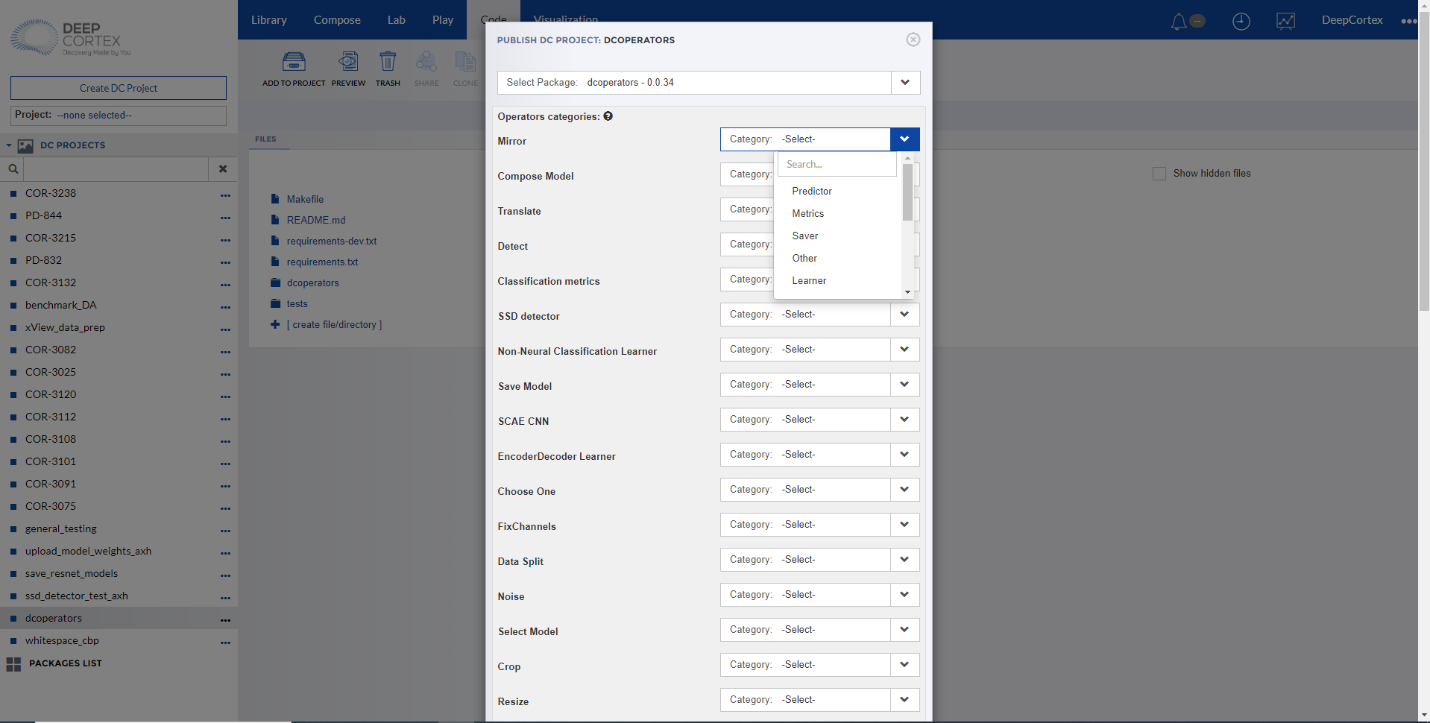 DEEP
CORTEX
Discovery Made by You
Library Compose Lab Play Code Visualization
DeepCortex
Create DC Project
Project: --none selected--
DC PROJECTS
COR-3238
PD-844
COR-3215
PD-832
COR-3132
benchmark_DA
xView_data_prep
COR-3082
COR-3025
COR-3120
COR-3112
COR-3108
COR-3101
COR-3091
COR-3075
general_testing
upload_model_weights_axh
save_resnet_models
ssd_detector_test_axh
dcoperators
whitespace_cbp
PACKAGES LIST
ADD TO PROJECT PREVIEW TRASH SHARE CLONE
FILES
Makefile
README.md
requirements-dev.txt
requirements.txt
dcoperators
tests
[ create file/directory ]
Show hidden files
PUBLISH DC PROJECT: DCOPERATORS
Select Package: dcoperators - 0.0.34
Operators categories:
Mirror Category: -Select-
Search...
Predictor
Metrics
Saver
Other
Learner
Compose Model Category:
Translate Category:
Detect Category:
Classification metrics Category:
SSD detector Category: -Select-
Non-Neural Classification Learner Category: -Select-
Save Model Category: -Select-
SCAE CNN Category: -Select-
EncoderDecoder Learner Category: -Select-
Choose One Category: -Select-
FixChannels Category: -Select-
Data Split Category: -Select-
Noise Category: -Select-
Select Model Category: -Select-
Crop Category: -Select-
Resize Category: -Select-